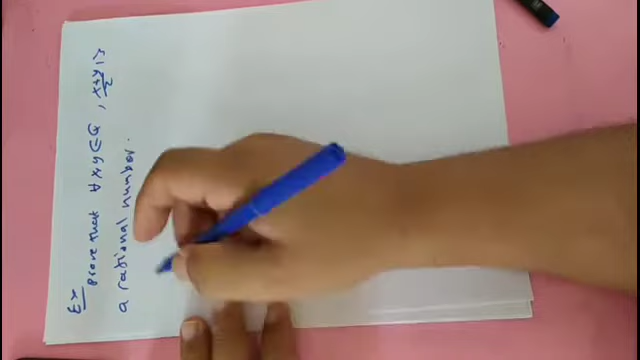 Ex
prove that ∀ x,y ∈ Q , x+y/2 is
a rational number.